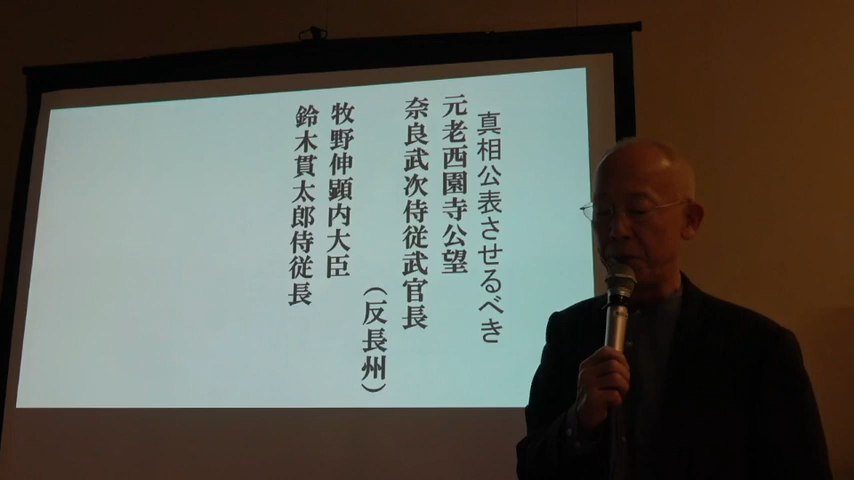 真相公表させるべき
元老西園寺公望
奈良武次侍従武官長
（反長州）
牧野伸顕内大臣
鈴木貫太郎侍従長